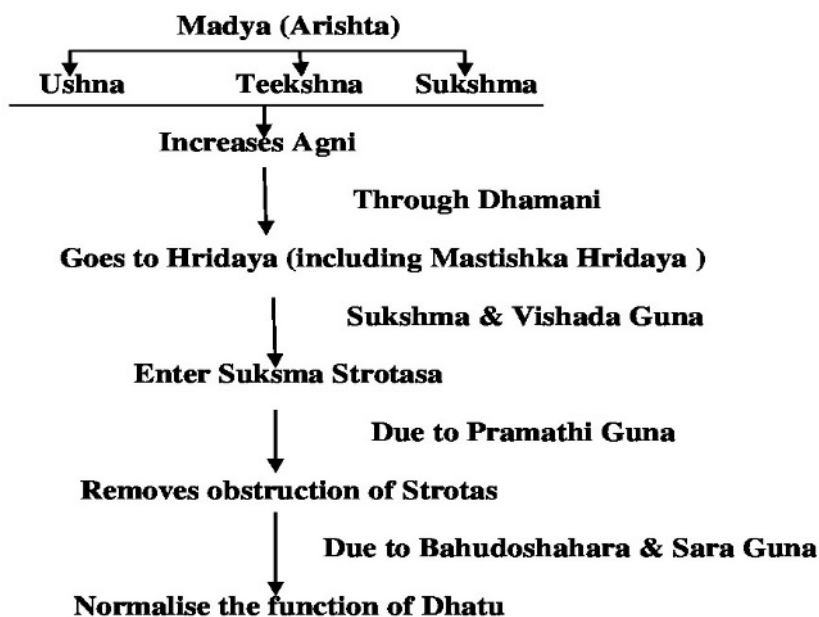 Madya (Arishta)
Ushna Teekshna Sukshma
Increases Agni
Through Dhamani
Goes to Hridaya (including Mastishka Hridaya )
Sukshma & Vishada Guna
Enter Suksma Strotasa
Due to Pramathi Guna
Removes obstruction of Strotas
Due to Bahudoshahara & Sara Guna
Normalise the function of Dhatu